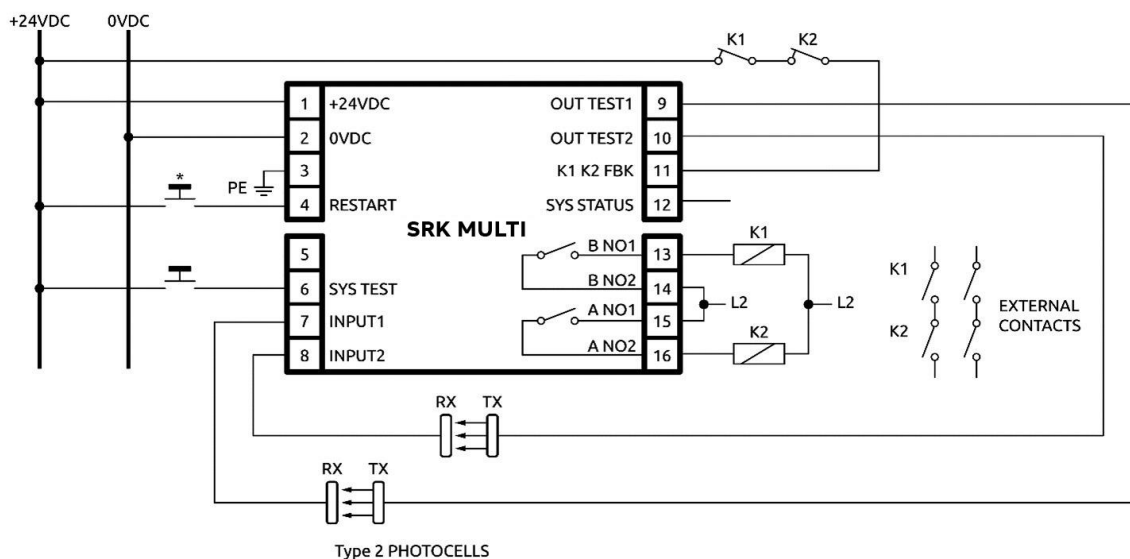 +24VDC 0VDC
K1 K2
1 +24VDC OUT TEST1 9
2 0VDC OUT TEST2 10
PE 3 K1 K2 FBK 11
* 4 RESTART SYS STATUS 12
SRK MULTI
5 B NO1 13 K1
6 SYS TEST B NO2 14
L2 L2
7 INPUT1 A NO1 15
8 INPUT2 A NO2 16 K2
K1
K2
EXTERNAL
CONTACTS
RX TX
RX TX
Type 2 PHOTOCELLS